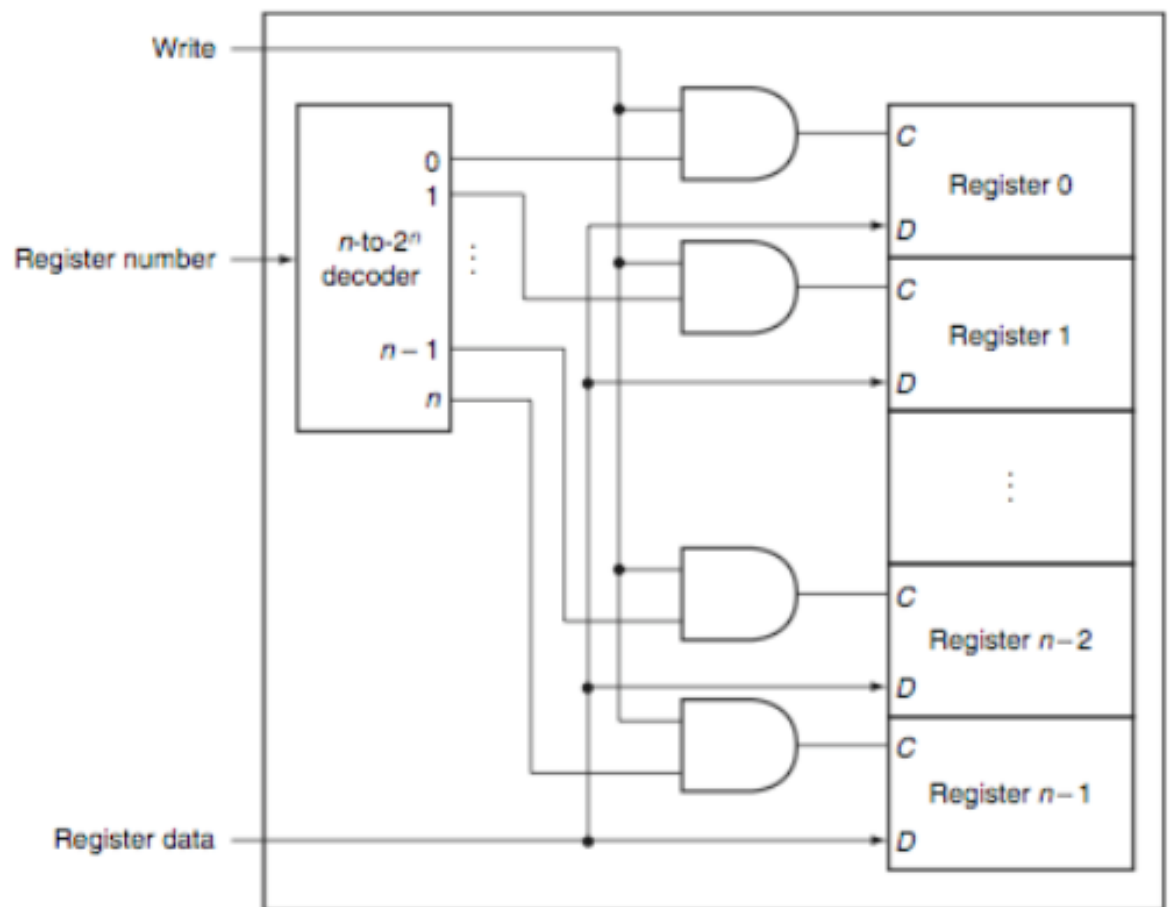 Write
0
1
n-to-2ⁿ
decoder
⋮
n – 1
n
Register number
Register data
C
Register 0
D
C
Register 1
D
⋮
C
Register n – 2
D
C
Register n – 1
D